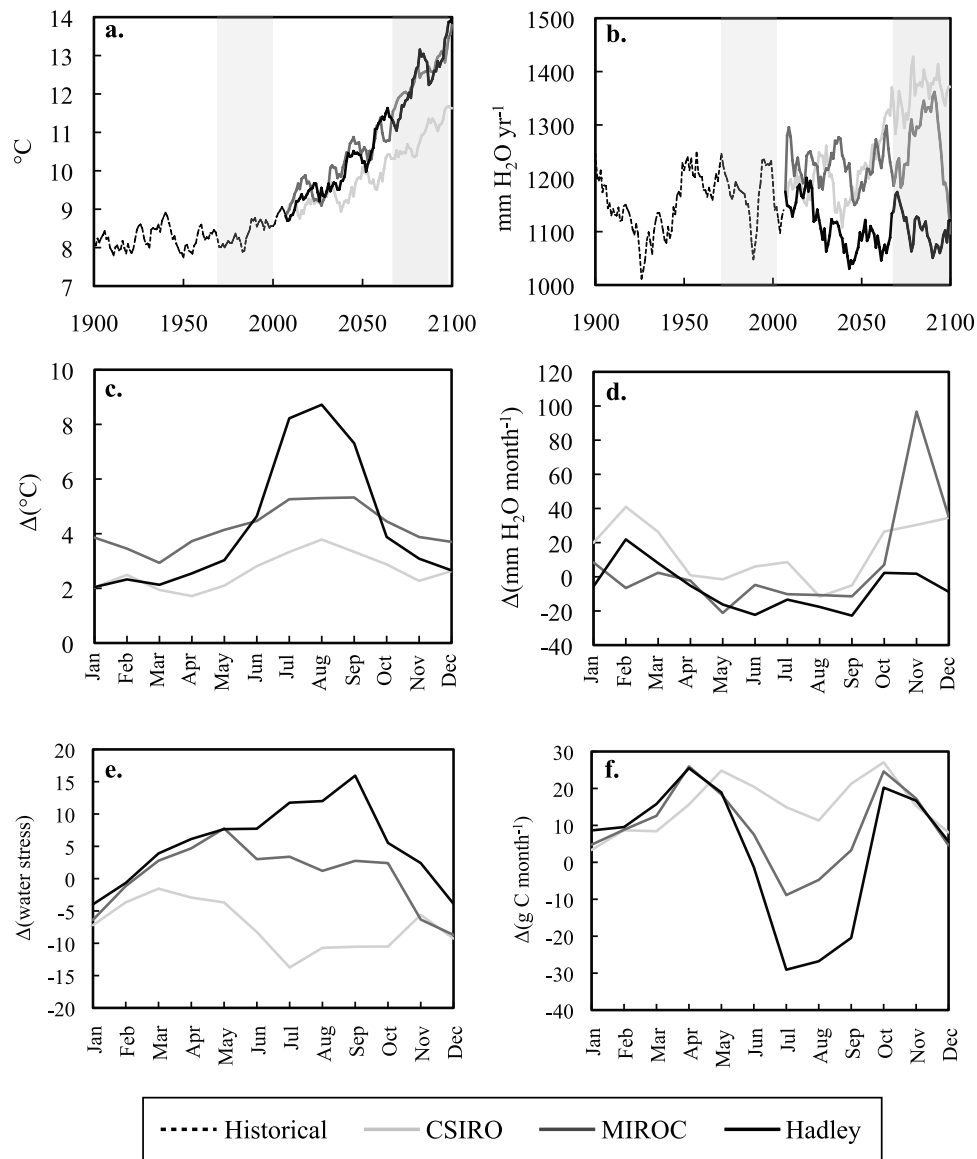 a.
°C
14
13
12
11
10
9
8
7
1900
1950
2000
2050
2100
b.
mm H₂O yr⁻¹
1500
1400
1300
1200
1100
1000
1900
1950
2000
2050
2100
c.
Δ(°C)
10
8
6
4
2
0
Jan
Feb
Mar
Apr
May
Jun
Jul
Aug
Sep
Oct
Nov
Dec
d.
Δ(mm H₂O month⁻¹)
120
100
80
60
40
20
0
-20
-40
Jan
Feb
Mar
Apr
May
Jun
Jul
Aug
Sep
Oct
Nov
Dec
e.
Δ(water stress)
20
15
10
5
0
-5
-10
-15
-20
Jan
Feb
Mar
Apr
May
Jun
Jul
Aug
Sep
Oct
Nov
Dec
f.
Δ(g C month⁻¹)
30
20
10
0
-10
-20
-30
-40
Jan
Feb
Mar
Apr
May
Jun
Jul
Aug
Sep
Oct
Nov
Dec
Historical
CSIRO
MIROC
Hadley